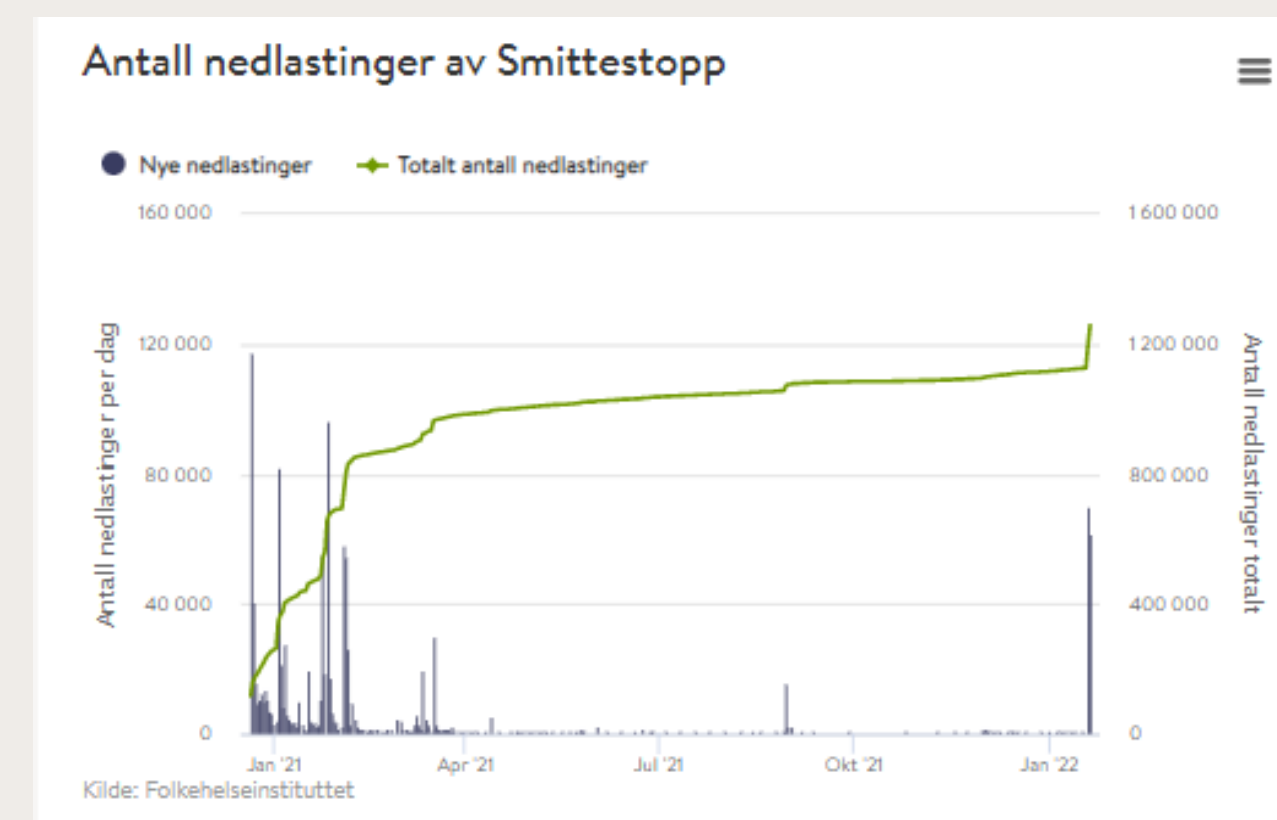 Antall nedlastinger av Smittestopp
Nye nedlastinger
Totalt antall nedlastinger
160 000
1 600 000
120 000
1 200 000
80 000
800 000
40 000
400 000
0
0
Antall nedlastinger per dag
Antall nedlastinger totalt
Jan '21
Apr '21
Jul '21
Okt '21
Jan '22
Kilde: Folkehelseinstituttet